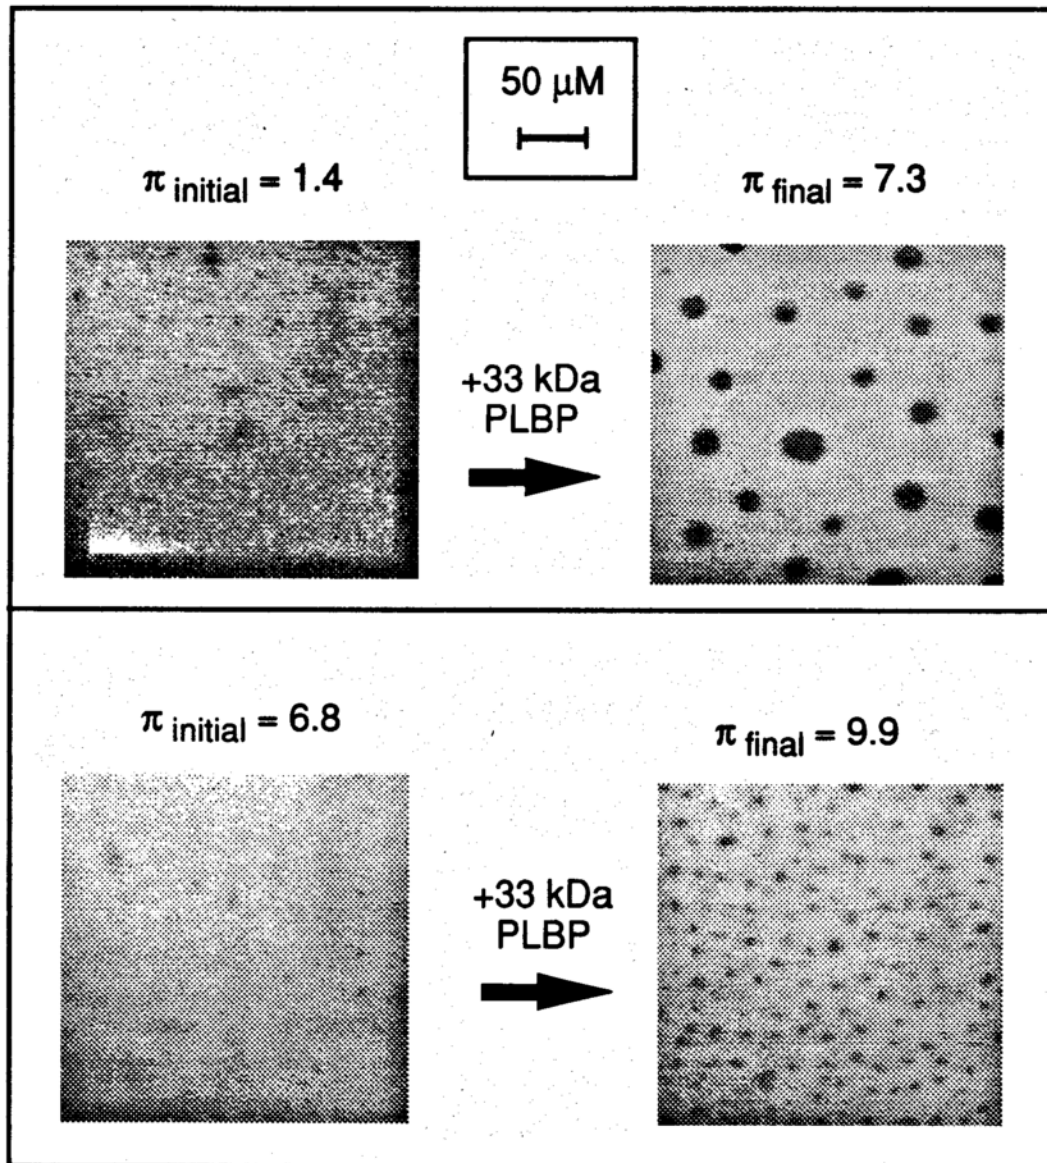 50 μM
π initial = 1.4
π final = 7.3
+33 kDa
PLBP
π initial = 6.8
π final = 9.9
+33 kDa
PLBP